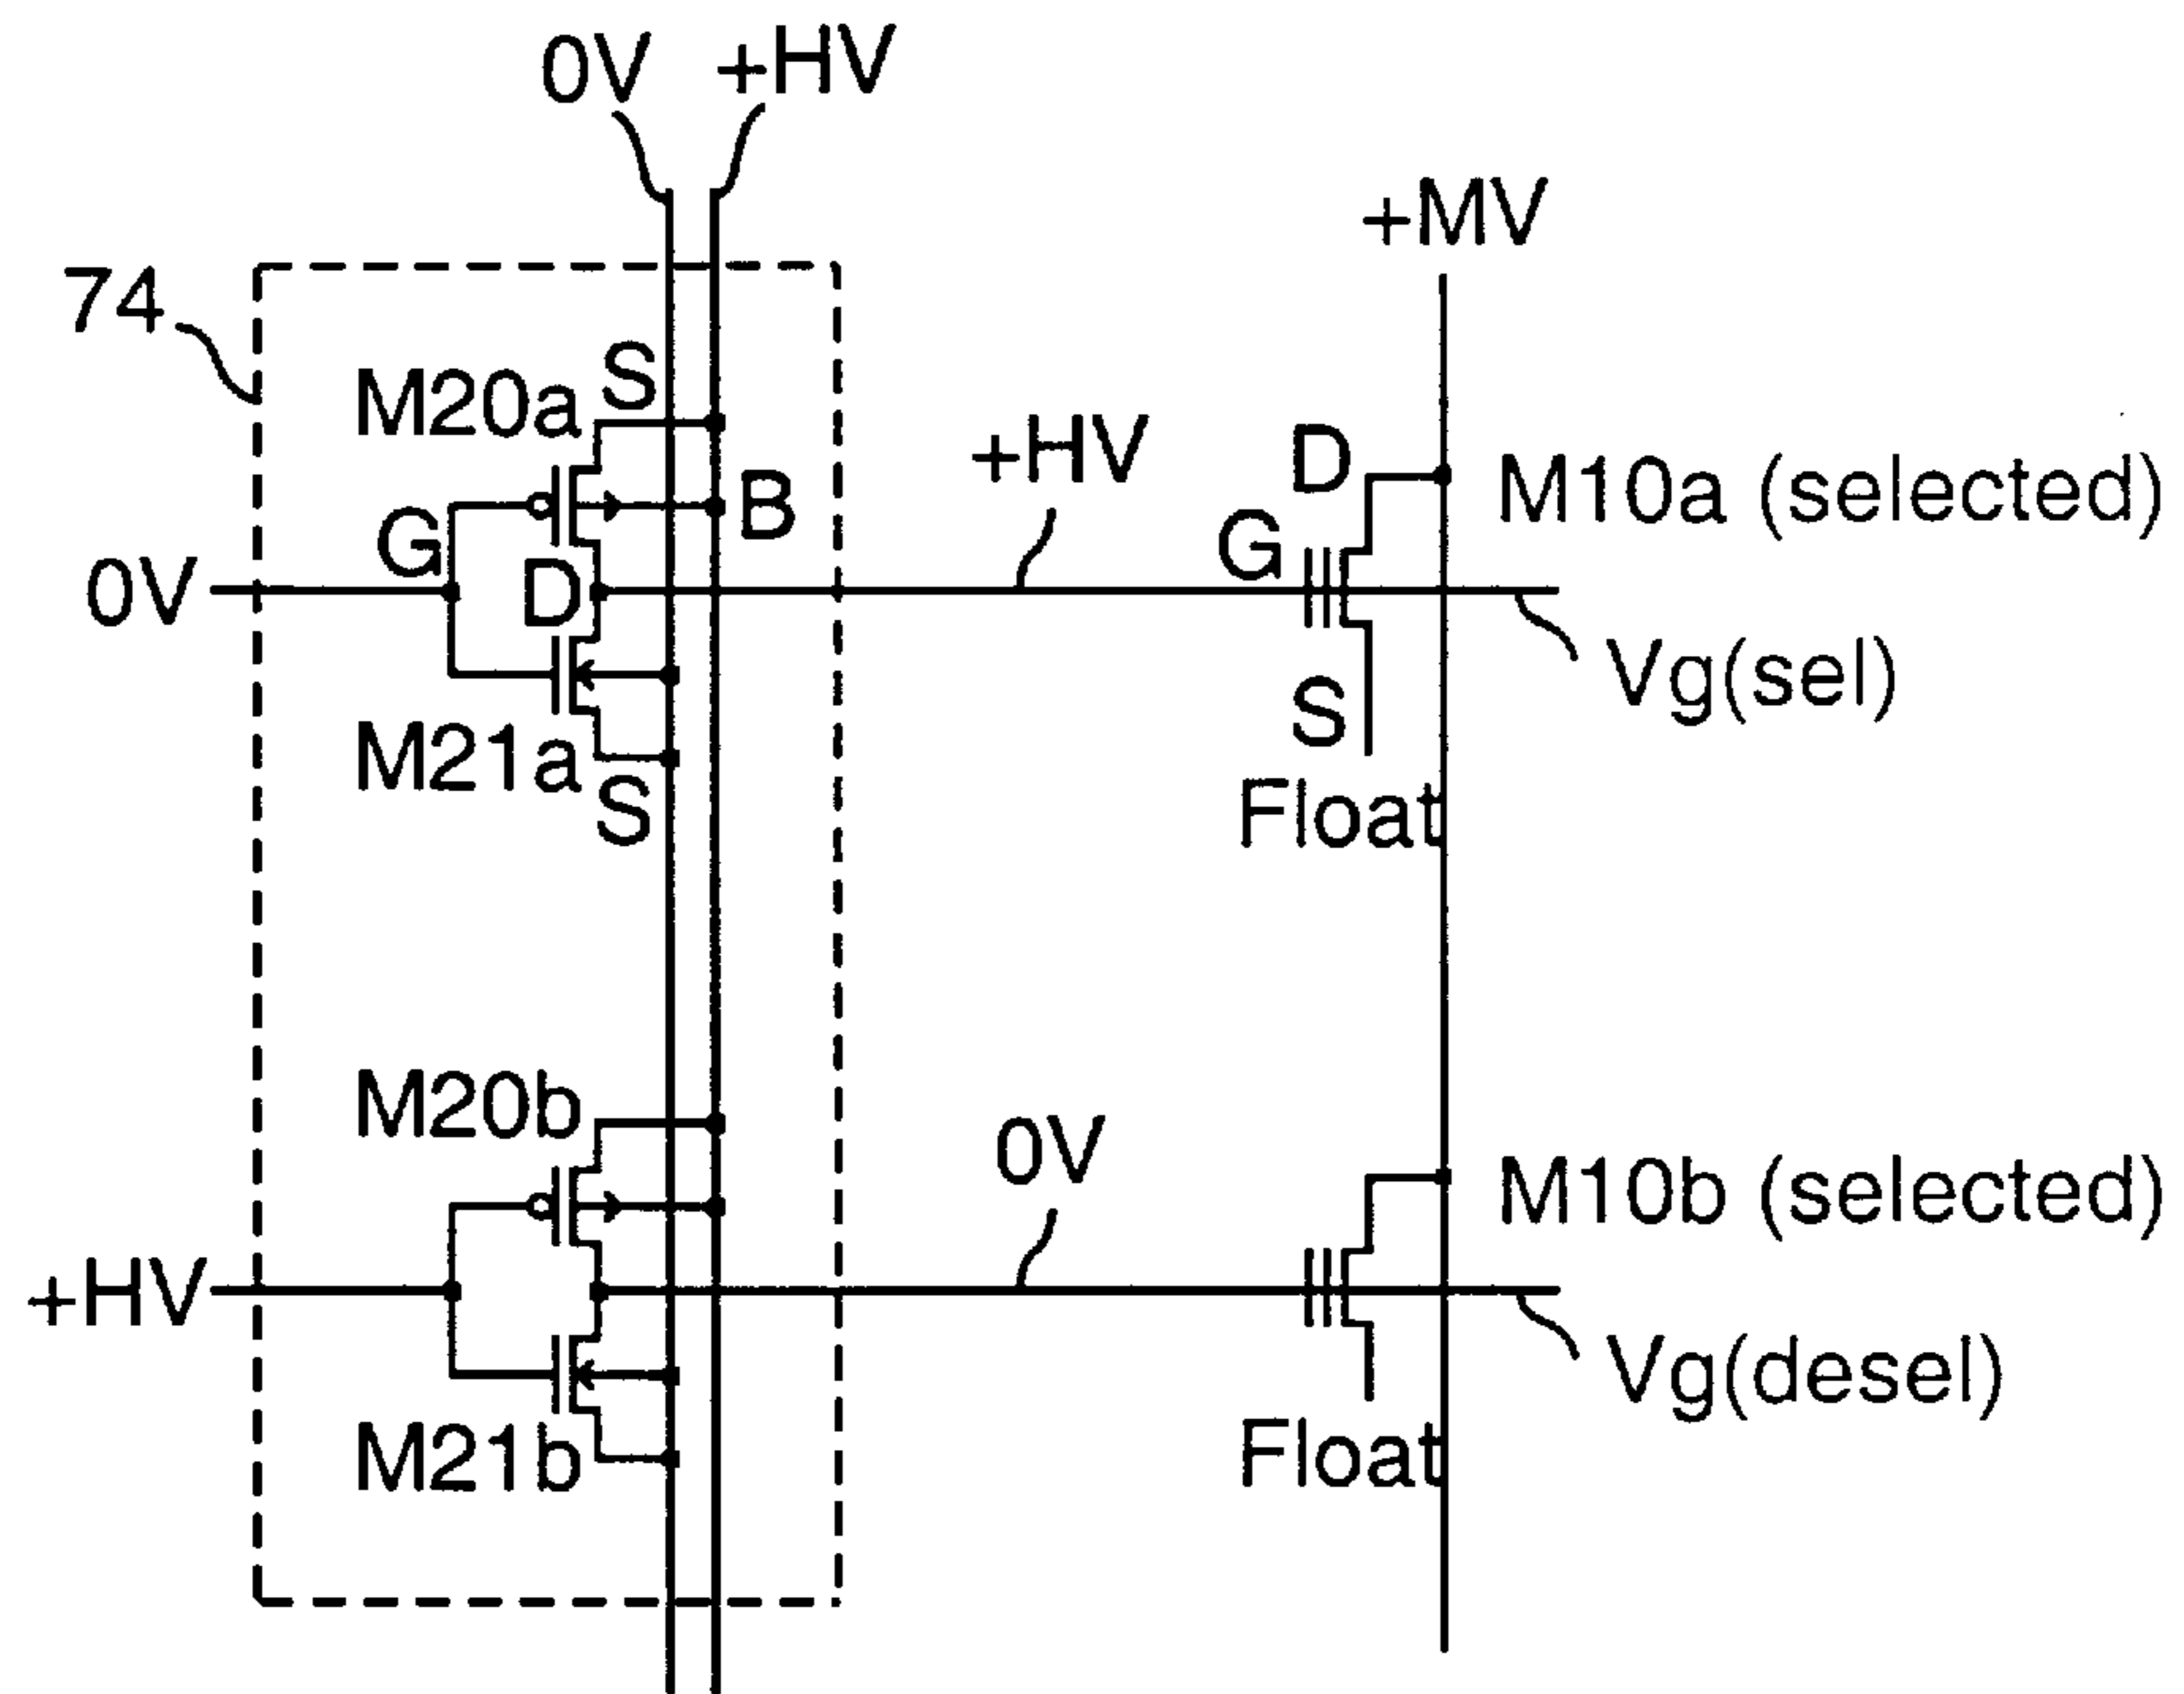 0V
+HV
+MV
74
M20a
S
B
G
D
0V
M21a
S
+HV
D
G
S
Float
M10a (selected)
Vg(sel)
M20b
+HV
M21b
0V
M10b (selected)
Vg(desel)
Float